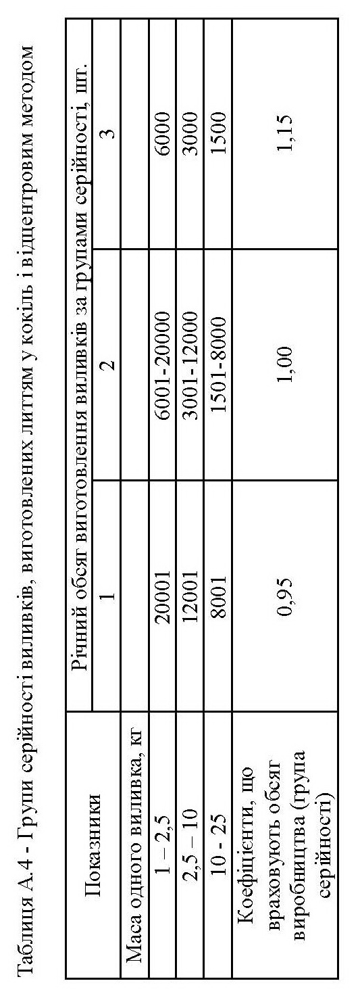 Таблиця А.4 - Групи серійності виливків, виготовлених литтям у кокіль і відцентровим методом
Показники
Річний обсяг виготовлення виливків за групами серійності, шт.
1 2 3
Маса одного виливка, кг
1 – 2,5 20001 6001-20000 6000
2,5 – 10 12001 3001-12000 3000
10 - 25 8001 1501-8000 1500
Коефіцієнти, що
враховують обсяг
виробництва (група
серійності)
0,95 1,00 1,15